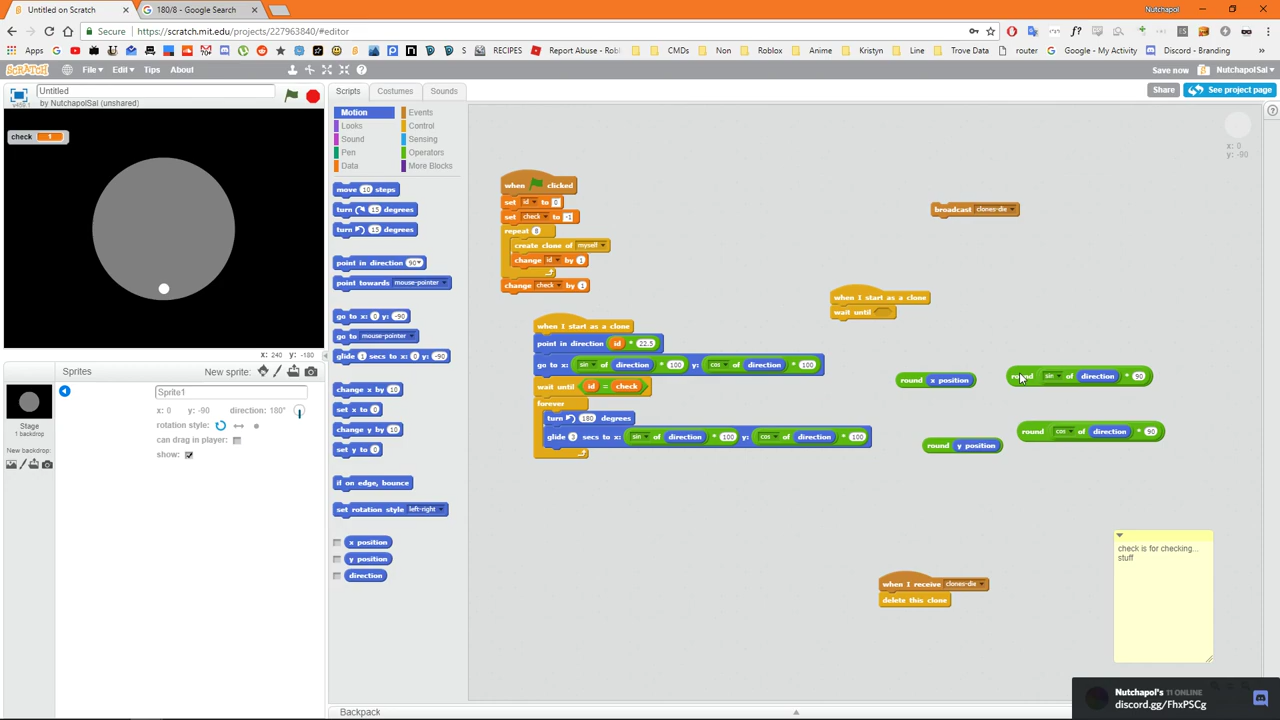 Untitled on Scratch
180/8 - Google Search
Nutchapol
Secure
https://scratch.mit.edu/projects/227963840/#editor
Apps
RECIPES
Report Abuse - Rob
CMDs
Non
Roblox
Anime
Kristyn
Line
Trove Data
router
Google - My Activity
Discord - Branding
SCRATCH
File
Edit
Tips
About
Save now
NutchapolSal
Untitled
by NutchapolSal (unshared)
Scripts
Costumes
Sounds
Share
See project page
check 1
Motion
Events
Looks
Control
Sound
Sensing
Pen
Operators
Data
More Blocks
x: 0
y: -90
move 10 steps
turn 15 degrees
turn 15 degrees
point in direction 90
point towards mouse-pointer
go to x: 0 y: -90
go to mouse-pointer
glide 1 secs to x: 0 y: -90
change x by 10
set x to 0
change y by 10
set y to 0
if on edge, bounce
set rotation style left-right
x position
y position
direction
when clicked
set id to 0
set check to -1
repeat 8
create clone of myself
change id by 1
change check by 1
when I start as a clone
point in direction id * 22.5
go to x: sin of direction * 100 y: cos of direction * 100
wait until id = check
forever
turn 180 degrees
glide 3 secs to x: sin of direction * 100 y: cos of direction * 100
broadcast clones-die
when I start as a clone
wait until
round x position
round sin of direction * 90
round y position
round cos of direction * 90
when I receive clones-die
delete this clone
check is for checking...
stuff
x: 240 y: -180
Sprites
New sprite:
Sprite1
x: 0 y: -90 direction: 180°
rotation style:
can drag in player:
show:
Stage
1 backdrop
New backdrop:
Backpack
Nutchapol's 11 ONLINE
discord.gg/FhxPSCg